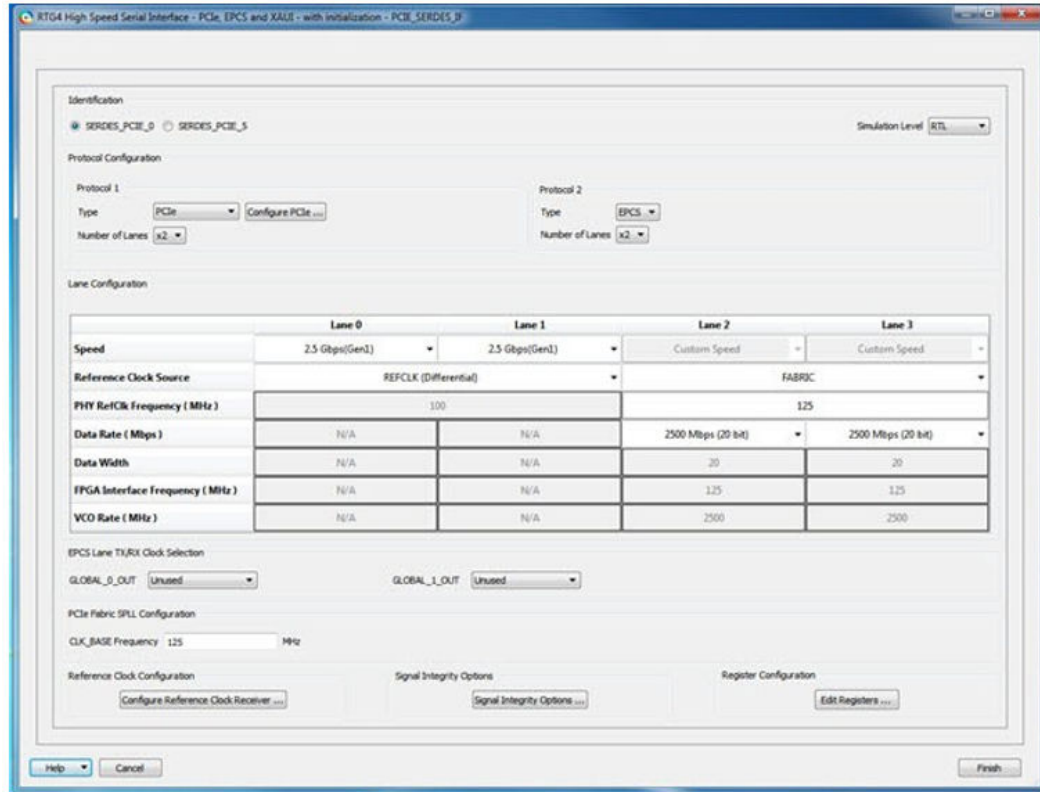 RTG4 High Speed Serial Interface - PCIe, EPCS and XAUI - with initialization - PCIE_SERDES_IF
Identification
SERDES_PCIE_0 SERDES_PCIE_5 Simulation Level RTL
Protocol Configuration
Protocol 1 Protocol 2
Type PCIe Configure PCIe ... Type EPCS
Number of Lanes x2 Number of Lanes x2
Lane Configuration
Lane 0 Lane 1 Lane 2 Lane 3
Speed 2.5 Gbps(Gen1) 2.5 Gbps(Gen1) Custom Speed Custom Speed
Reference Clock Source REFCLK (Differential) FABRIC
PHY RefClk Frequency ( MHz ) 100 125
Data Rate ( Mbps ) N/A N/A 2500 Mbps (20 bit) 2500 Mbps (20 bit)
Data Width N/A N/A 20 20
FPGA Interface Frequency ( MHz ) N/A N/A 125 125
VCO Rate ( MHz ) N/A N/A 2500 2500
EPCS Lane TX/RX Clock Selection
GLOBAL_0_OUT Unused GLOBAL_1_OUT Unused
PCIe Fabric SPLL Configuration
CLK_BASE Frequency 125 MHz
Reference Clock Configuration Signal Integrity Options Register Configuration
Configure Reference Clock Receiver ... Signal Integrity Options ... Edit Registers ...
Help Cancel Finish